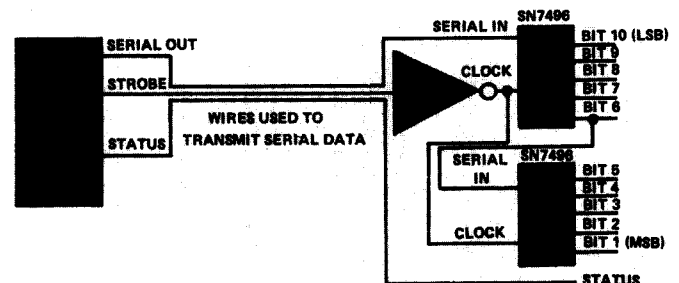 SERIAL OUT
STROBE
STATUS
WIRES USED TO
TRANSMIT SERIAL DATA
SERIAL IN
CLOCK
SN7496
BIT 10 (LSB)
BIT 9
BIT 8
BIT 7
BIT 6
SERIAL
IN
CLOCK
SN7496
BIT 5
BIT 4
BIT 3
BIT 2
BIT 1 (MSB)
STATUS